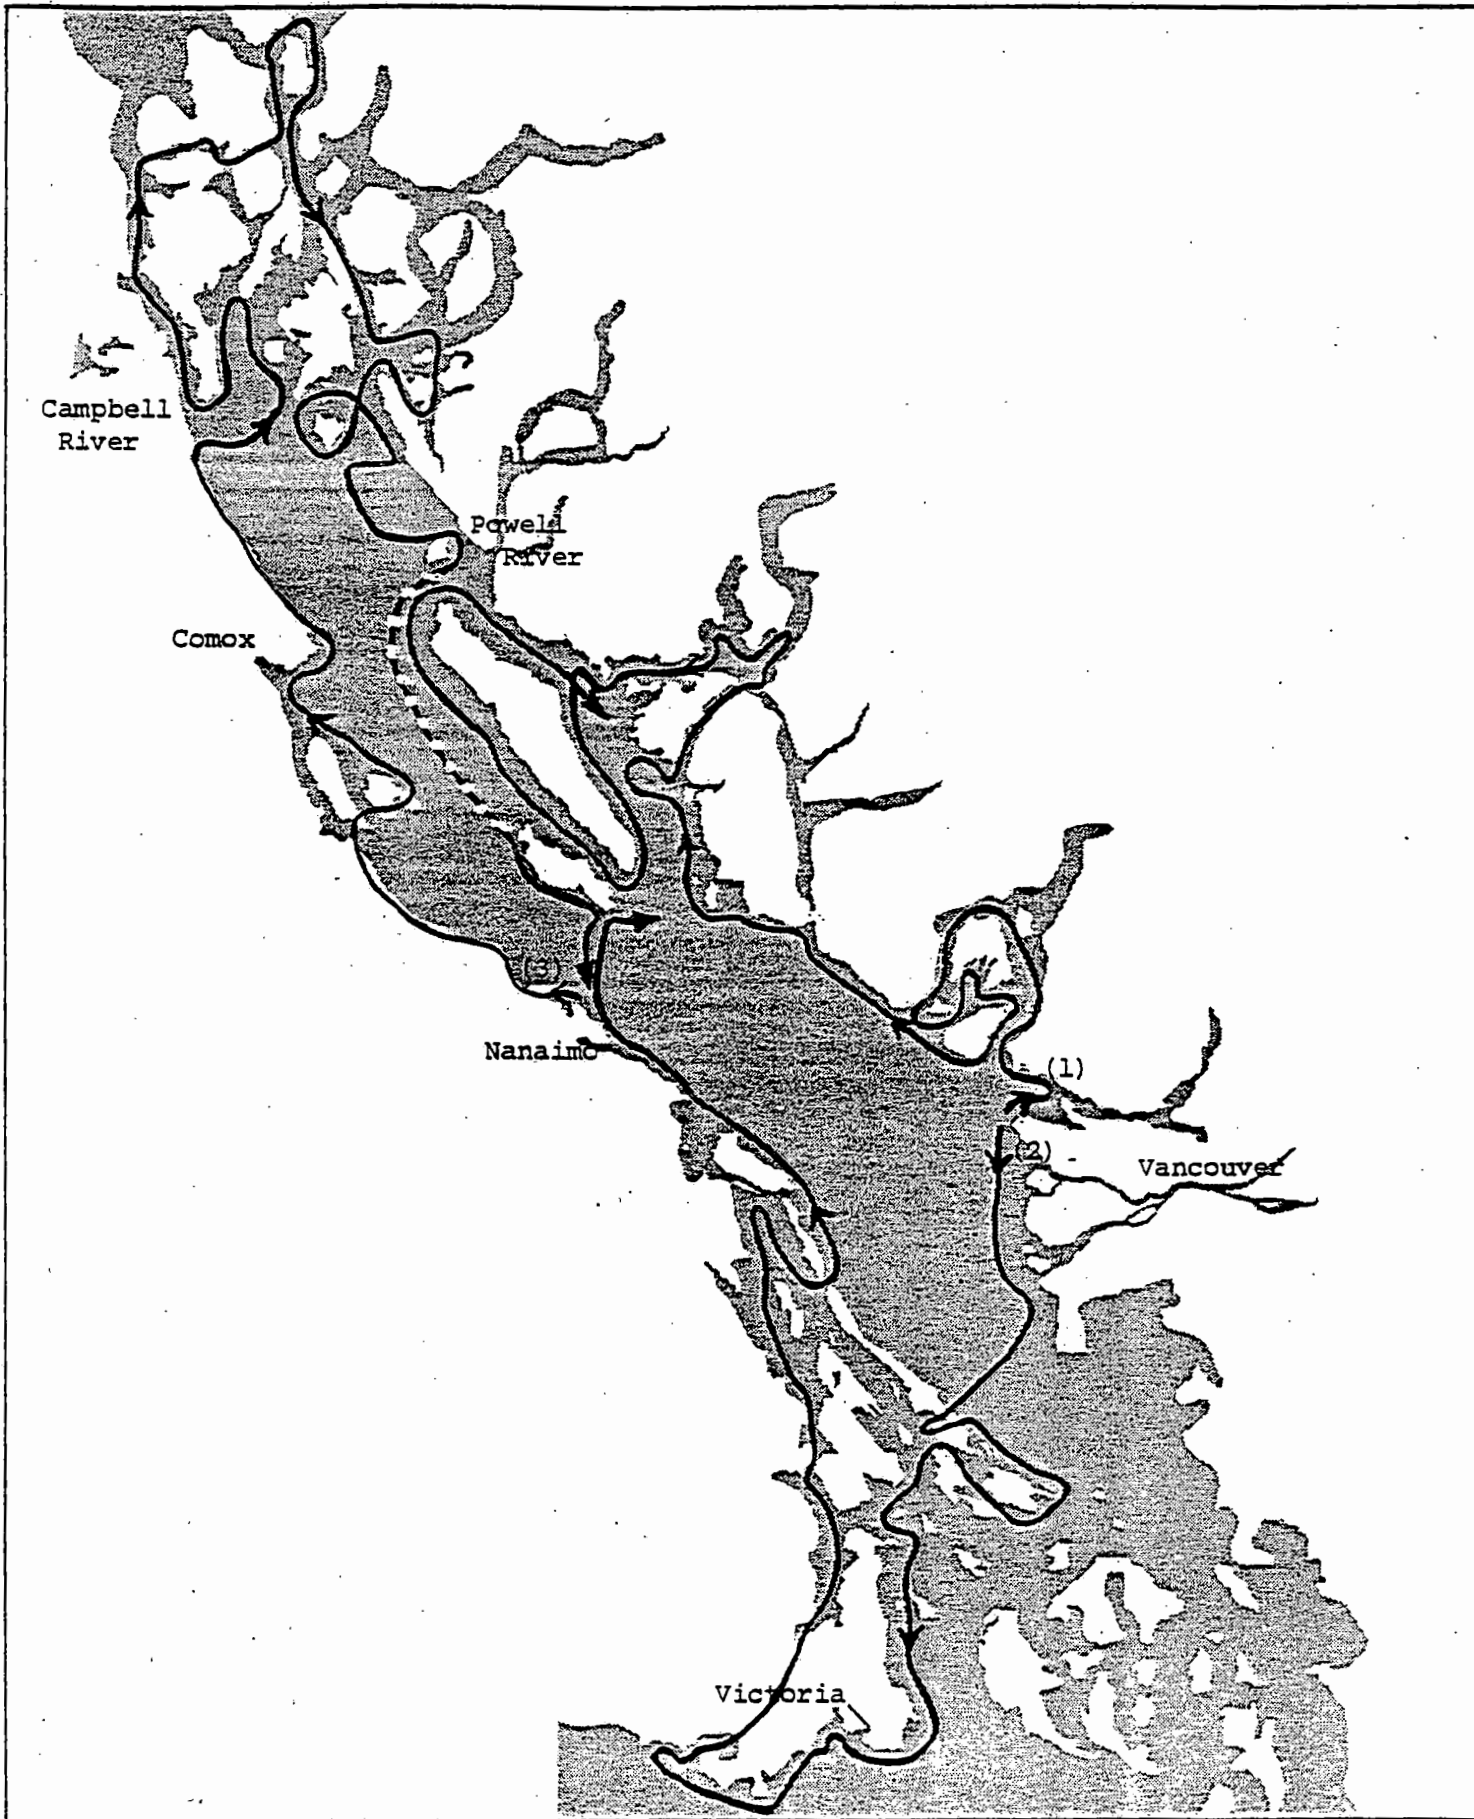 Campbell
River
Powell
River
Comox
(3)
Nanaimo
(1)
(2)
Vancouver
Victoria